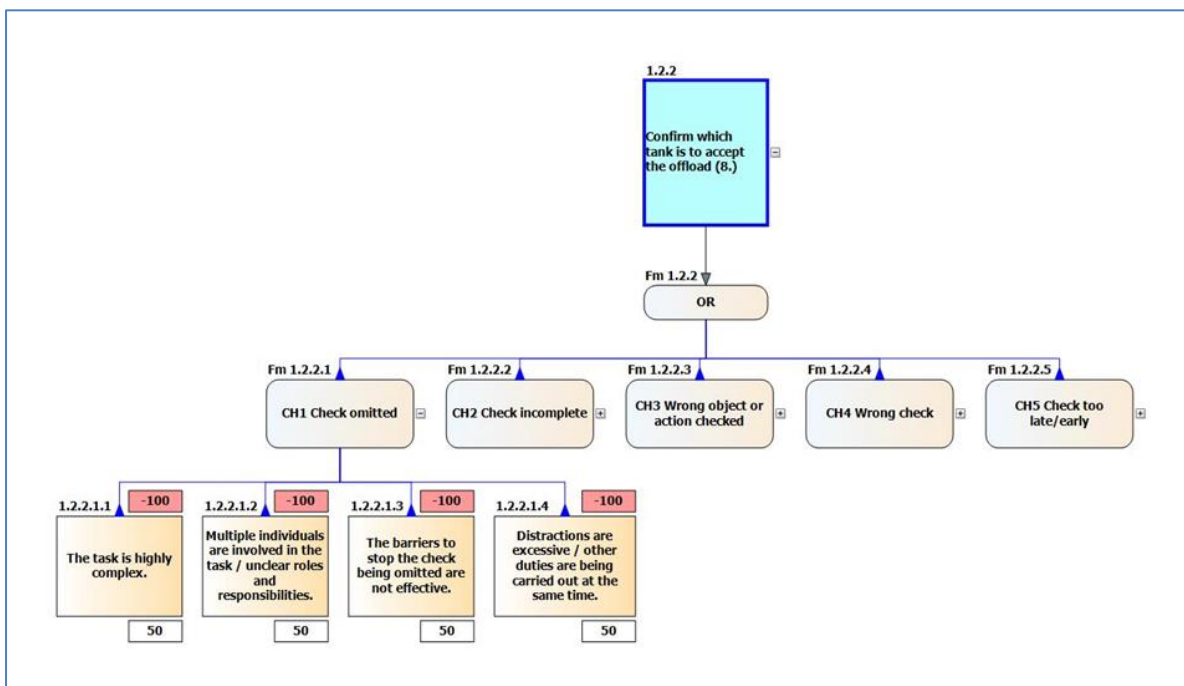 1.2.2
Confirm which
tank is to accept
the offload (8.)
Fm 1.2.2
OR
Fm 1.2.2.1
CH1 Check omitted
Fm 1.2.2.2
CH2 Check incomplete
Fm 1.2.2.3
CH3 Wrong object or
action checked
Fm 1.2.2.4
CH4 Wrong check
Fm 1.2.2.5
CH5 Check too
late/early
1.2.2.1.1
-100
The task is highly
complex.
50
1.2.2.1.2
-100
Multiple individuals
are involved in the
task / unclear roles
and
responsibilities.
50
1.2.2.1.3
-100
The barriers to
stop the check
being omitted are
not effective.
50
1.2.2.1.4
-100
Distractions are
excessive / other
duties are being
carried out at the
same time.
50